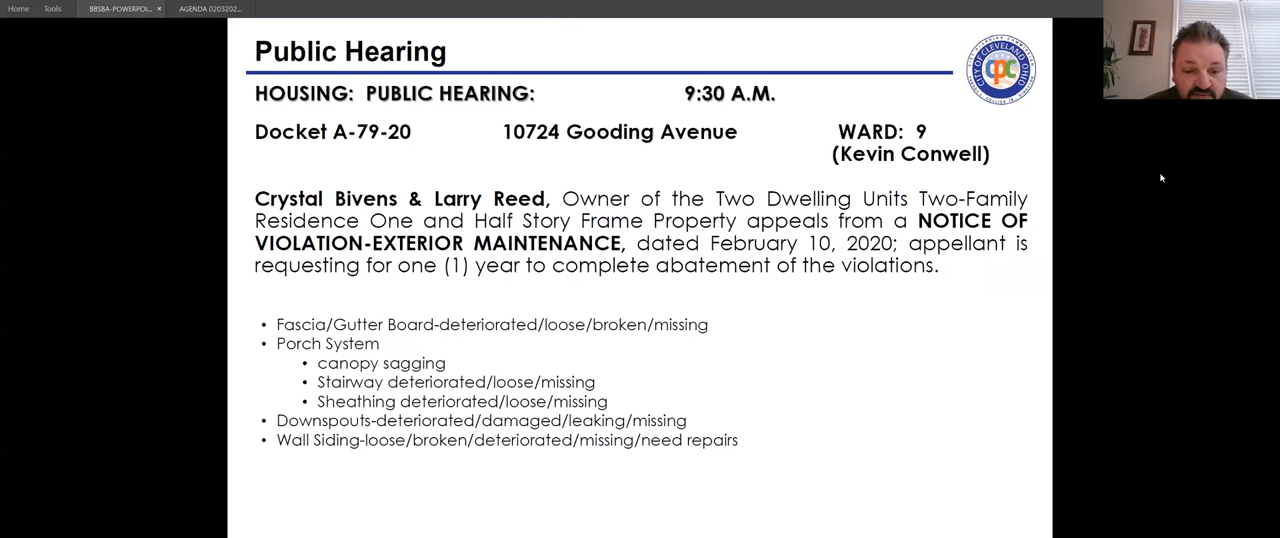 Home Tools BBSBA-POWERPOI... × AGENDA 0203202...
Public Hearing
HOUSING: PUBLIC HEARING: 9:30 A.M.
Docket A-79-20 10724 Gooding Avenue WARD: 9
(Kevin Conwell)
Crystal Bivens & Larry Reed, Owner of the Two Dwelling Units Two-Family
Residence One and Half Story Frame Property appeals from a NOTICE OF
VIOLATION-EXTERIOR MAINTENANCE, dated February 10, 2020; appellant is
requesting for one (1) year to complete abatement of the violations.
• Fascia/Gutter Board-deteriorated/loose/broken/missing
• Porch System
• canopy sagging
• Stairway deteriorated/loose/missing
• Sheathing deteriorated/loose/missing
• Downspouts-deteriorated/damaged/leaking/missing
• Wall Siding-loose/broken/deteriorated/missing/need repairs
CITY OF CLEVELAND OHIO
cpc